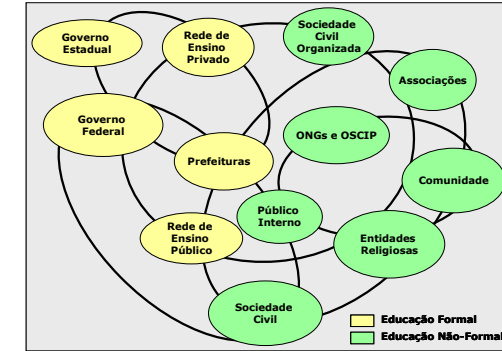 Governo
Estadual
Rede de
Ensino
Privado
Sociedade
Civil
Organizada
Associações
Governo
Federal
ONGs e OSCIP
Prefeituras
Comunidade
Público
Interno
Rede de
Ensino
Público
Entidades
Religiosas
Sociedade
Civil
Educação Formal
Educação Não-Formal